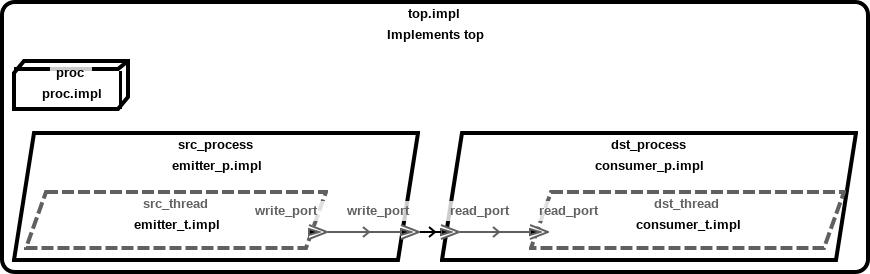 top.impl
Implements top
proc
proc.impl
src_process
emitter_p.impl
src_thread
emitter_t.impl
write_port
write_port
dst_process
consumer_p.impl
read_port
read_port
dst_thread
consumer_t.impl